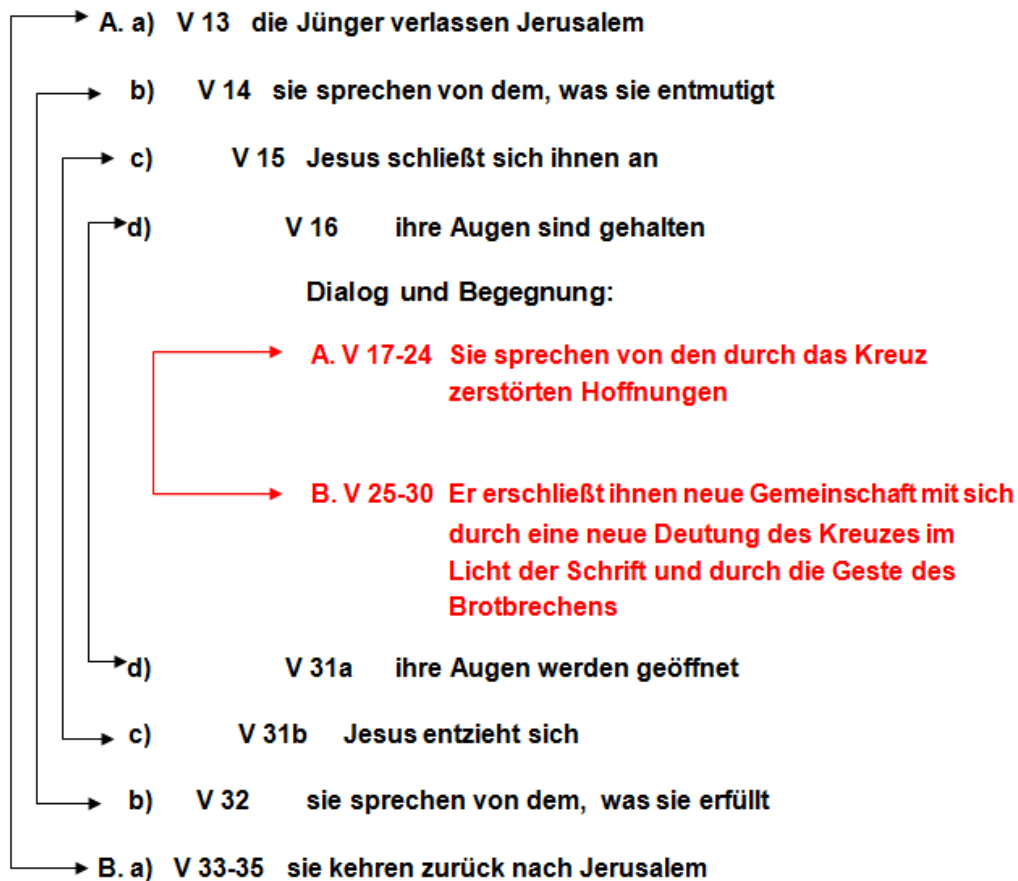 A. a) V 13 die Jünger verlassen Jerusalem
b) V 14 sie sprechen von dem, was sie entmutigt
c) V 15 Jesus schließt sich ihnen an
d) V 16 ihre Augen sind gehalten
Dialog und Begegnung:
A. V 17-24 Sie sprechen von den durch das Kreuz
zerstörten Hoffnungen
B. V 25-30 Er erschließt ihnen neue Gemeinschaft mit sich
durch eine neue Deutung des Kreuzes im
Licht der Schrift und durch die Geste des
Brotbrechens
d) V 31a ihre Augen werden geöffnet
c) V 31b Jesus entzieht sich
b) V 32 sie sprechen von dem, was sie erfüllt
B. a) V 33-35 sie kehren zurück nach Jerusalem